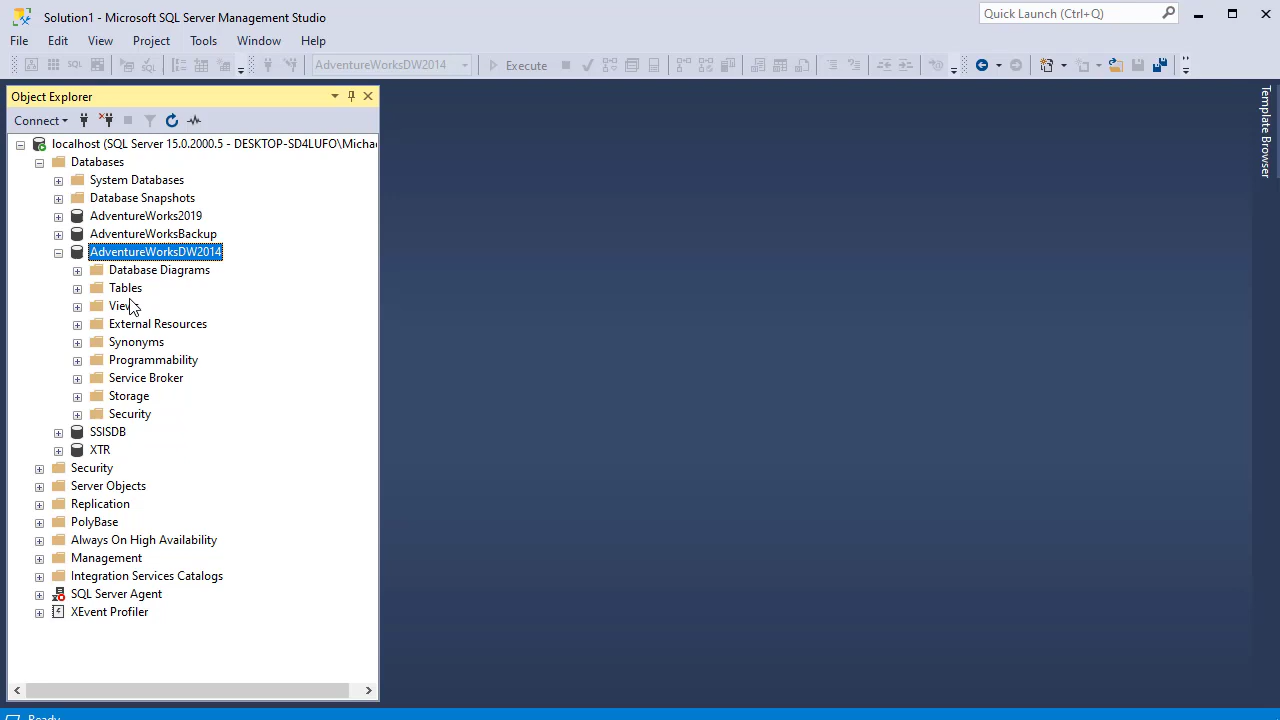 Solution1 - Microsoft SQL Server Management Studio
Quick Launch (Ctrl+Q)
File Edit View Project Tools Window Help
SQL AdventureWorksDW2014 Execute
Object Explorer
Connect
localhost (SQL Server 15.0.2000.5 - DESKTOP-SD4LUFO\Micha
Databases
System Databases
Database Snapshots
AdventureWorks2019
AdventureWorksBackup
AdventureWorksDW2014
Database Diagrams
Tables
External Resources
Synonyms
Programmability
Service Broker
Storage
Security
SSISDB
XTR
Security
Server Objects
Replication
PolyBase
Always On High Availability
Management
Integration Services Catalogs
SQL Server Agent
XEvent Profiler
Template Browser
Ready